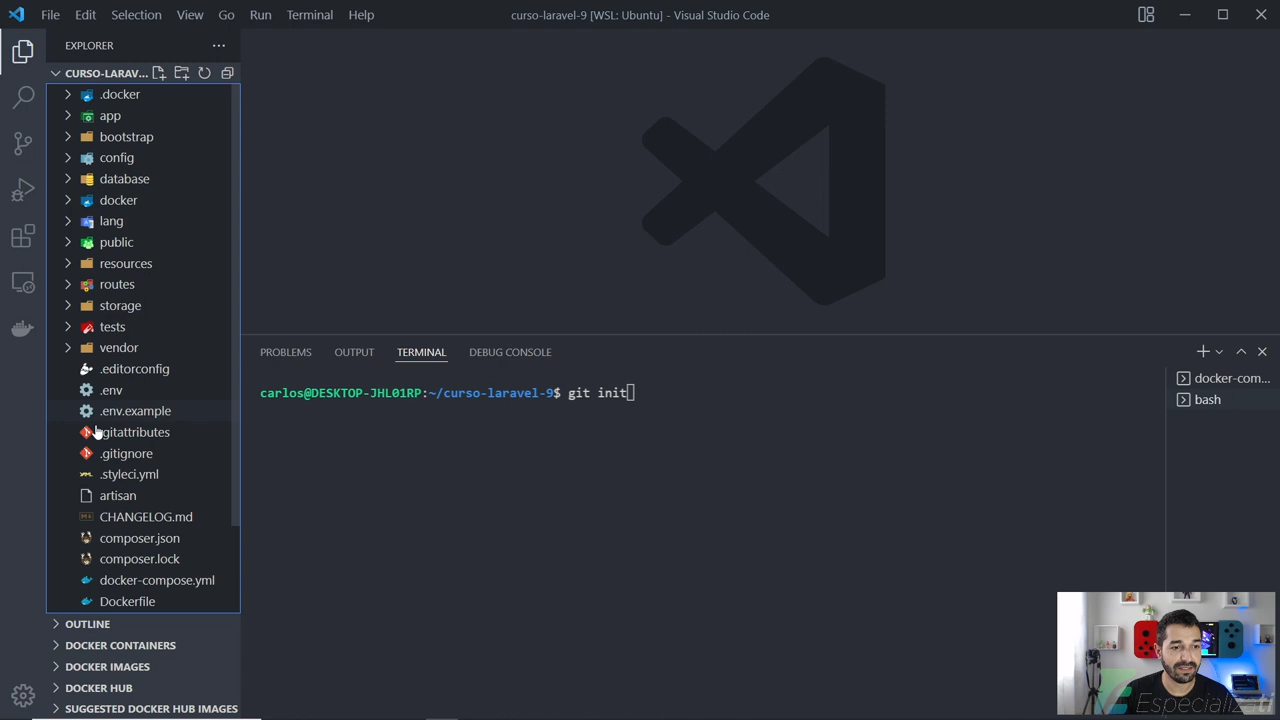 File Edit Selection View Go Run Terminal Help
curso-laravel-9 [WSL: Ubuntu] - Visual Studio Code
EXPLORER
CURSO-LARAV...
.docker
app
bootstrap
config
database
docker
lang
public
resources
routes
storage
tests
vendor
.editorconfig
.env
.env.example
gitattributes
.gitignore
.styleci.yml
artisan
CHANGELOG.md
composer.json
composer.lock
docker-compose.yml
Dockerfile
OUTLINE
DOCKER CONTAINERS
DOCKER IMAGES
DOCKER HUB
SUGGESTED DOCKER HUB IMAGES
PROBLEMS OUTPUT TERMINAL DEBUG CONSOLE
carlos@DESKTOP-JHL01RP:~/curso-laravel-9$ git init
docker-com...
bash
Especializati